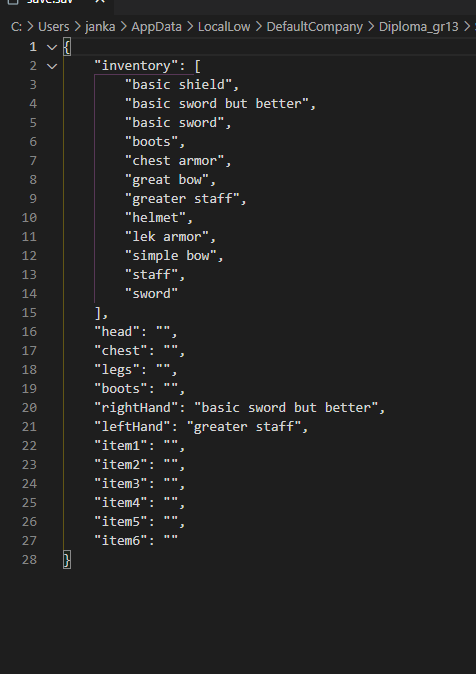 save.sav
C: > Users > janka > AppData > LocalLow > DefaultCompany > Diploma_gr13 >
1 {
2 "inventory": [
3 "basic shield",
4 "basic sword but better",
5 "basic sword",
6 "boots",
7 "chest armor",
8 "great bow",
9 "greater staff",
10 "helmet",
11 "lek armor",
12 "simple bow",
13 "staff",
14 "sword"
15 ],
16 "head": "",
17 "chest": "",
18 "legs": "",
19 "boots": "",
20 "rightHand": "basic sword but better",
21 "leftHand": "greater staff",
22 "item1": "",
23 "item2": "",
24 "item3": "",
25 "item4": "",
26 "item5": "",
27 "item6": ""
28 }